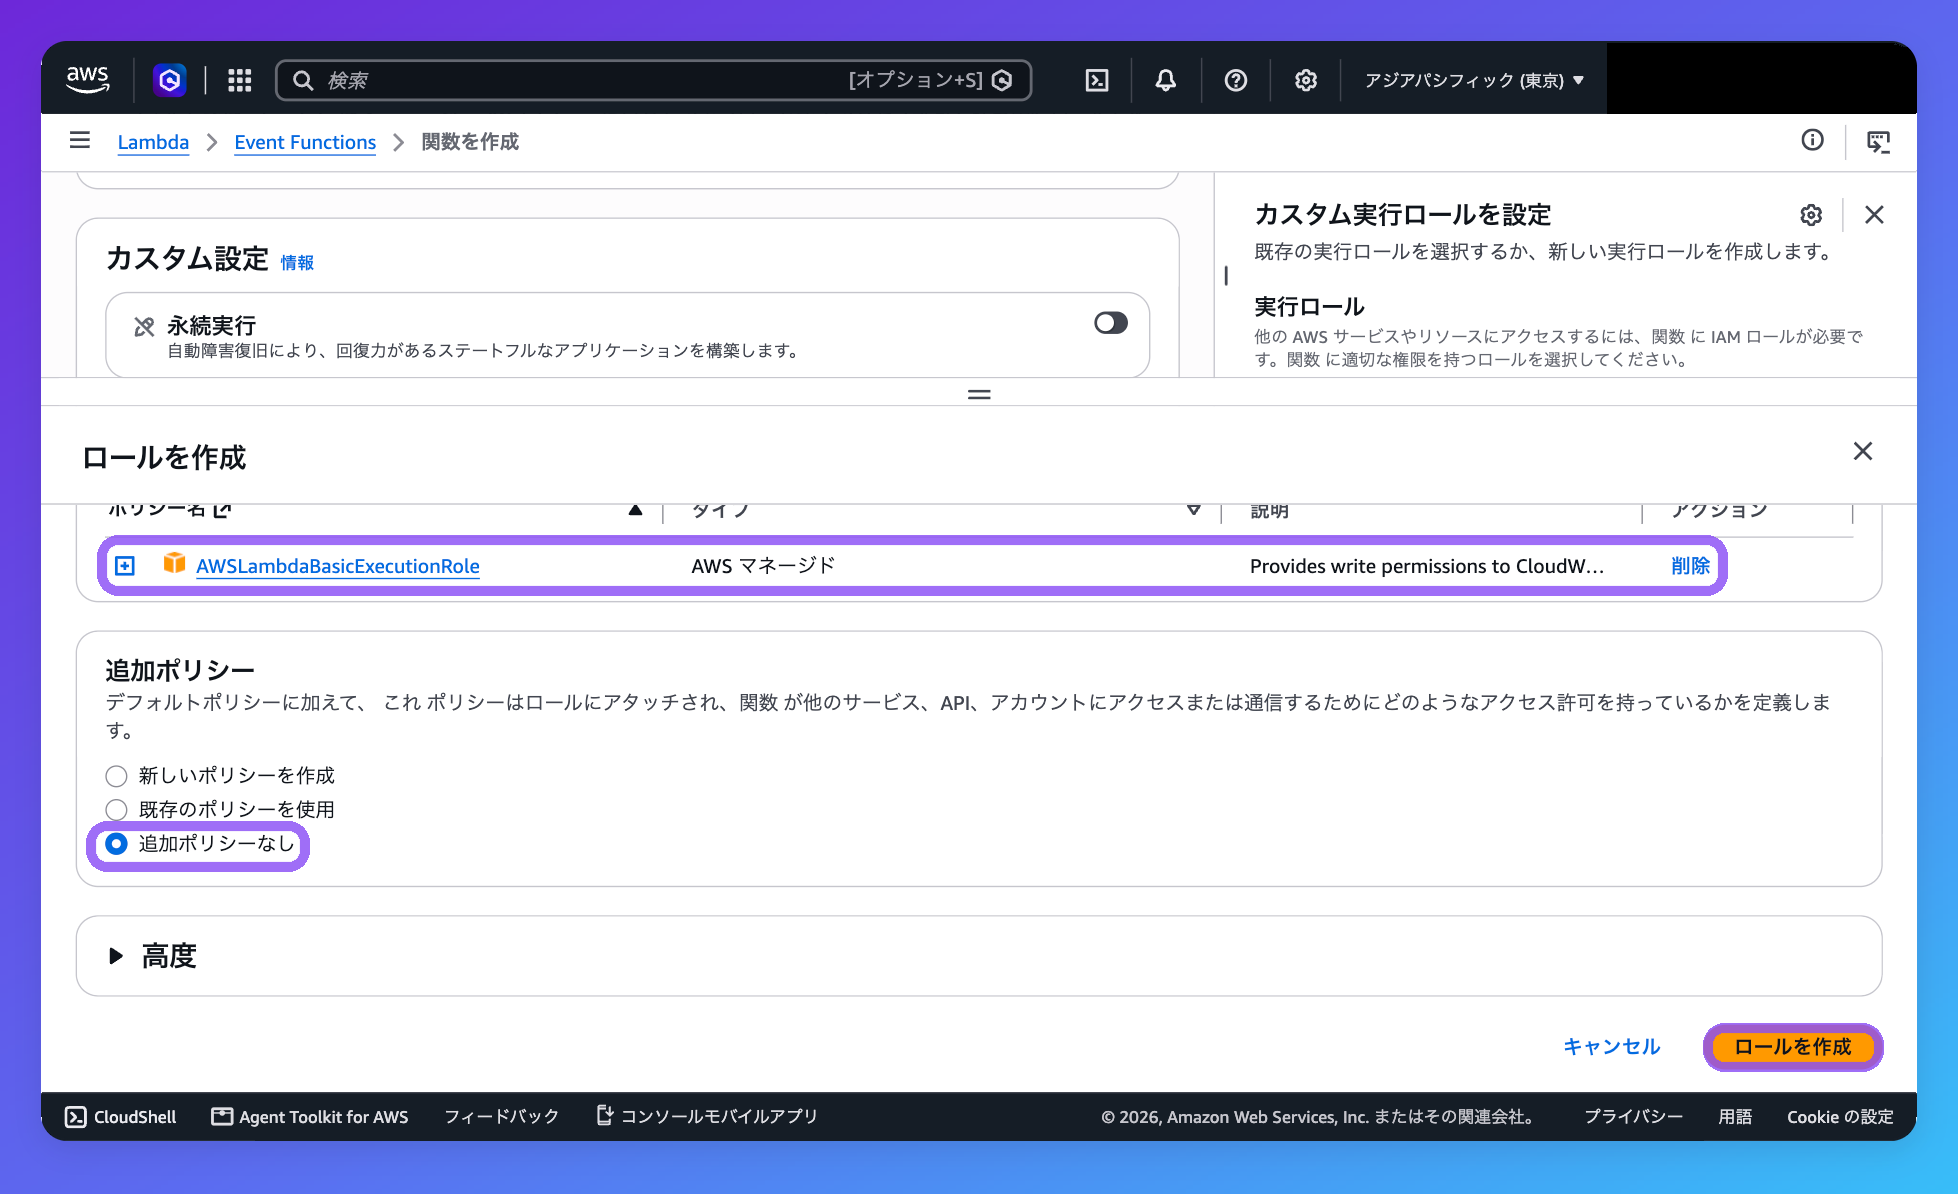 aws
検索
[オプション+S]
アジアパシフィック (東京) ▼
Lambda > Event Functions > 関数を作成
カスタム設定 情報
永続実行
自動障害復旧により、回復力があるステートフルなアプリケーションを構築します。
カスタム実行ロールを設定
既存の実行ロールを選択するか、新しい実行ロールを作成します。
実行ロール
他の AWS サービスやリソースにアクセスするには、関数 に IAM ロールが必要で
す。関数 に適切な権限を持つロールを選択してください。
ロールを作成
ポリシー名 タイプ 説明 アクション
AWSLambdaBasicExecutionRole AWS マネージド Provides write permissions to CloudW... 削除
追加ポリシー
デフォルトポリシーに加えて、 これ ポリシーはロールにアタッチされ、関数 が他のサービス、API、アカウントにアクセスまたは通信するためにどのようなアクセス許可を持っているかを定義しま
す。
新しいポリシーを作成
既存のポリシーを使用
追加ポリシーなし
高度
キャンセル ロールを作成
CloudShell Agent Toolkit for AWS フィードバック コンソールモバイルアプリ © 2026, Amazon Web Services, Inc. またはその関連会社。 プライバシー 用語 Cookie の設定